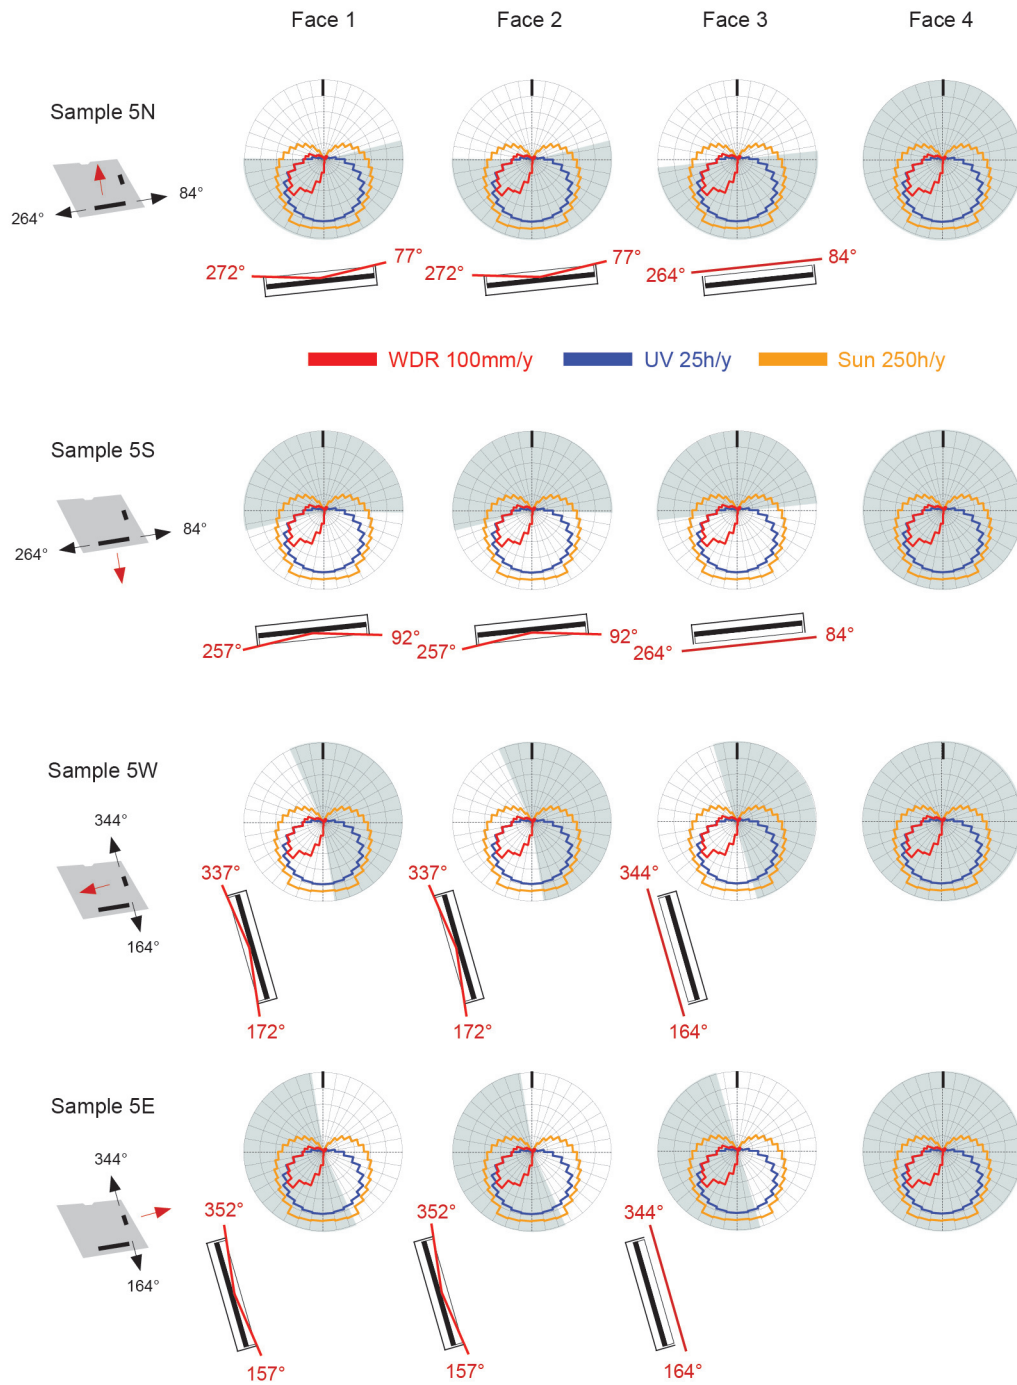 Face 1 Face 2 Face 3 Face 4
Sample 5N
264° 84°
272° 77° 272° 77° 264° 84°
WDR 100mm/y UV 25h/y Sun 250h/y
Sample 5S
264° 84°
257° 92° 257° 92° 264° 84°
Sample 5W
344°
164°
337° 337° 344°
172° 172° 164°
Sample 5E
344°
164°
352° 352° 344°
157° 157° 164°